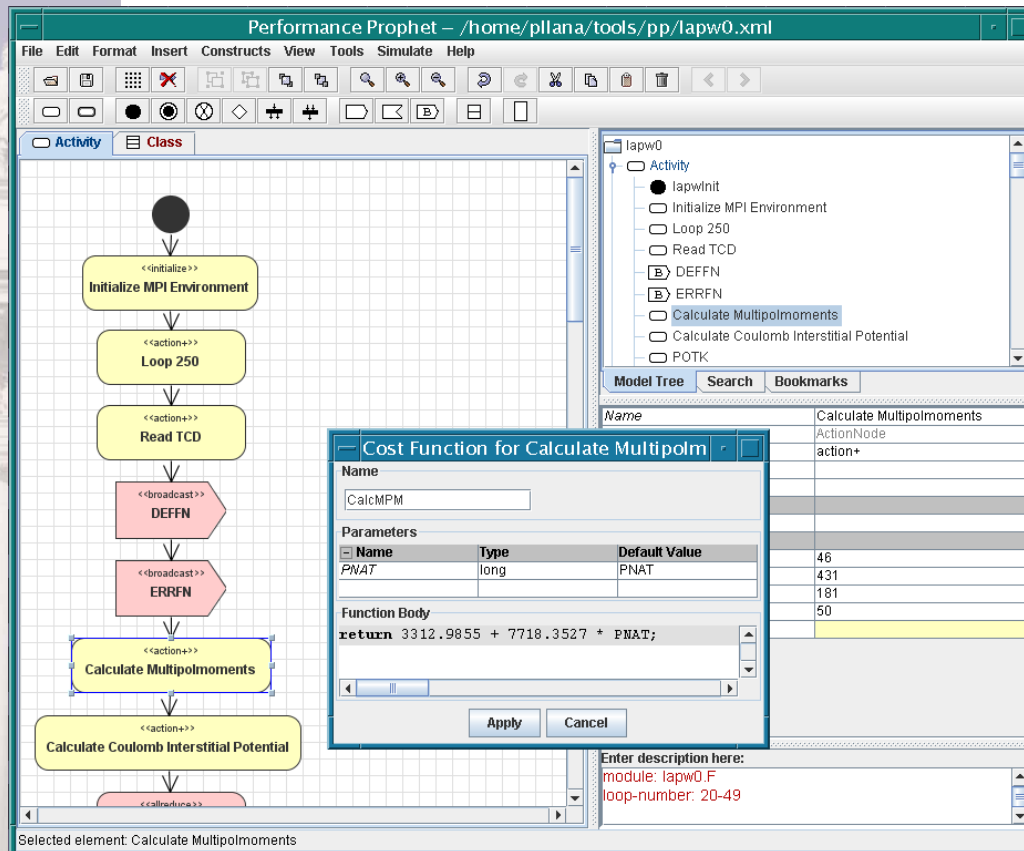 Performance Prophet – /home/pllana/tools/pp/lapw0.xml
File Edit Format Insert Constructs View Tools Simulate Help
B
Activity Class
<<initialize>>
Initialize MPI Environment
<<action+>>
Loop 250
<<action+>>
Read TCD
<<broadcast>>
DEFFN
<<broadcast>>
ERRFN
<<action+>>
Calculate Multipolmoments
<<action+>>
Calculate Coulomb Interstitial Potential
<<allreduce>>
lapw0
Activity
lapwInit
Initialize MPI Environment
Loop 250
Read TCD
B DEFFN
B ERRFN
Calculate Multipolmoments
Calculate Coulomb Interstitial Potential
POTK
Model Tree Search Bookmarks
Name Calculate Multipolmoments
ActionNode
action+
46
431
181
50
Cost Function for Calculate Multipolm
Name
CalcMPM
Parameters
Name Type Default Value
PNAT long PNAT
Function Body
return 3312.9855 + 7718.3527 * PNAT;
Apply Cancel
Enter description here:
module: lapw0.F
loop-number: 20-49
Selected element: Calculate Multipolmoments